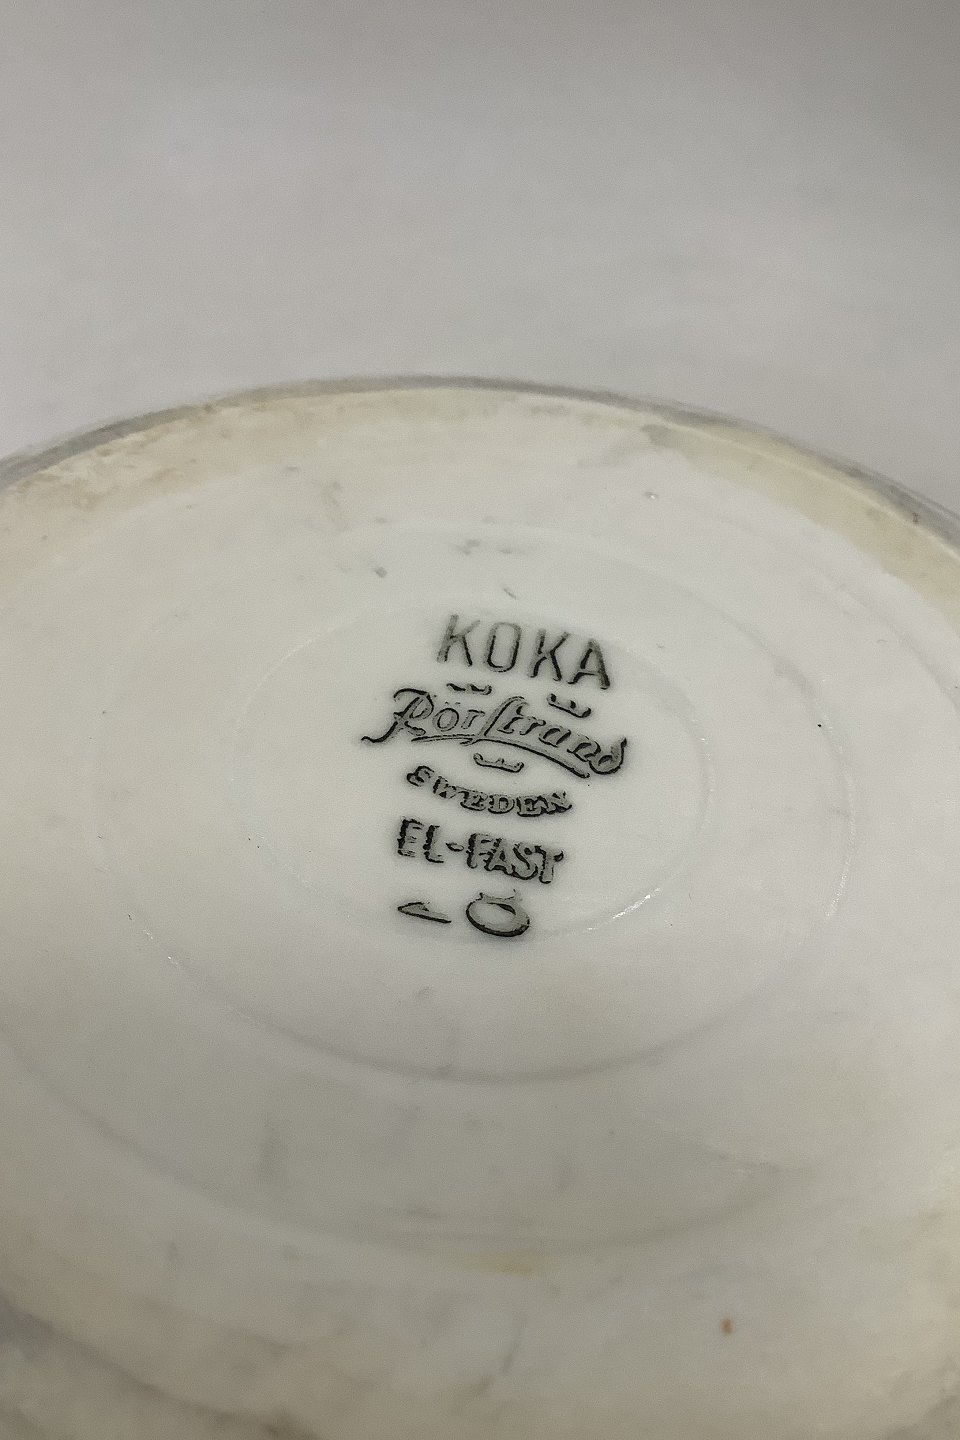 KOKA
RörStrand
SWEDEN
EL-FAST